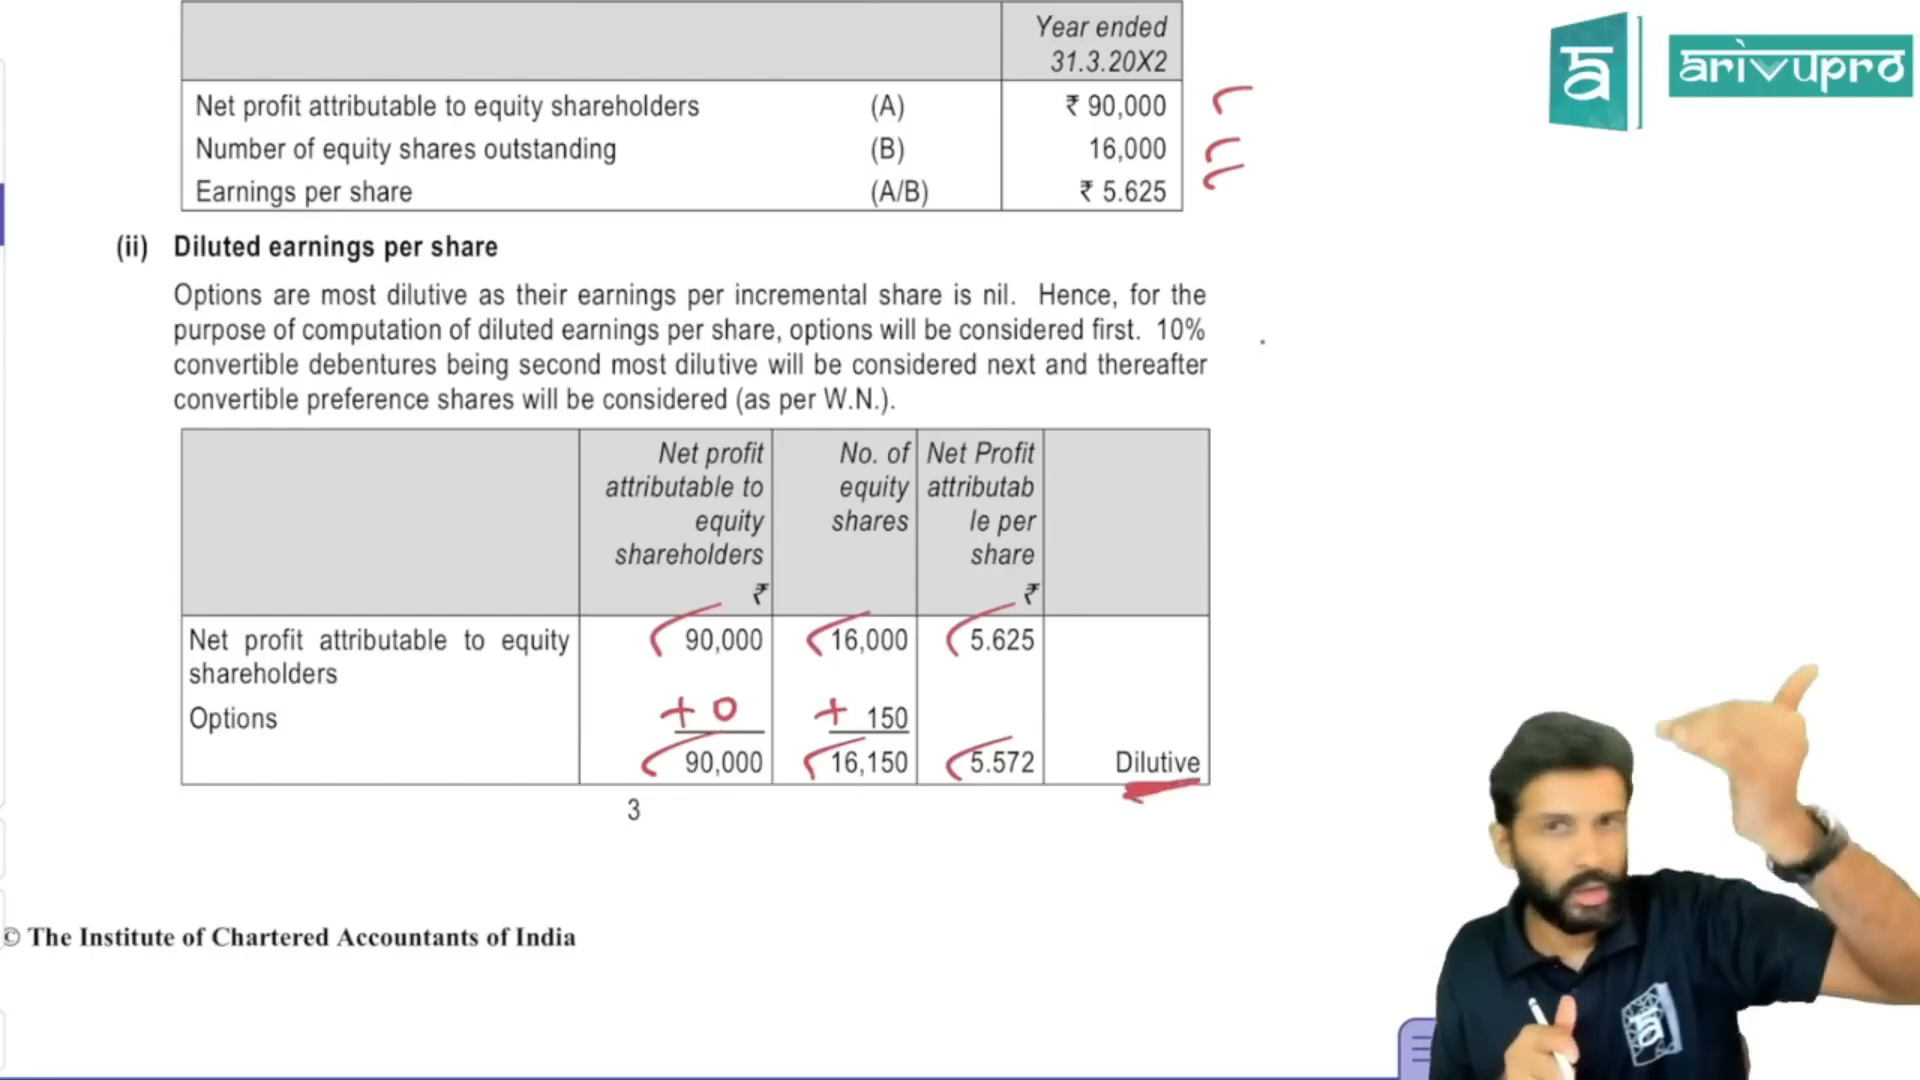 Year ended
31.3.20X2
Net profit attributable to equity shareholders (A) ₹ 90,000
Number of equity shares outstanding (B) 16,000
Earnings per share (A/B) ₹ 5.625
(ii) Diluted earnings per share
Options are most dilutive as their earnings per incremental share is nil. Hence, for the
purpose of computation of diluted earnings per share, options will be considered first. 10%
convertible debentures being second most dilutive will be considered next and thereafter
convertible preference shares will be considered (as per W.N.).
Net profit No. of Net Profit
attributable to equity attributab
equity shares le per
shareholders share
₹ ₹
Net profit attributable to equity 90,000 16,000 5.625
shareholders
Options + 0 + 150
90,000 16,150 5.572 Dilutive
3
© The Institute of Chartered Accountants of India
arivupro